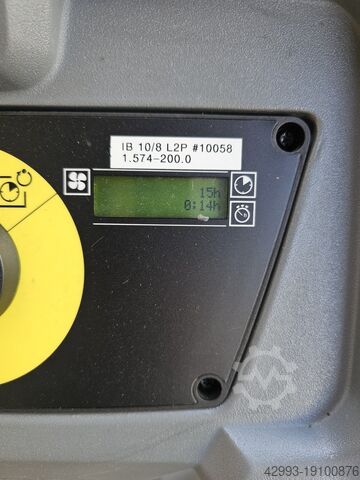 IB 10/8 L2P #10058
1.574-200.0
15h
0:14h
42993-19100876